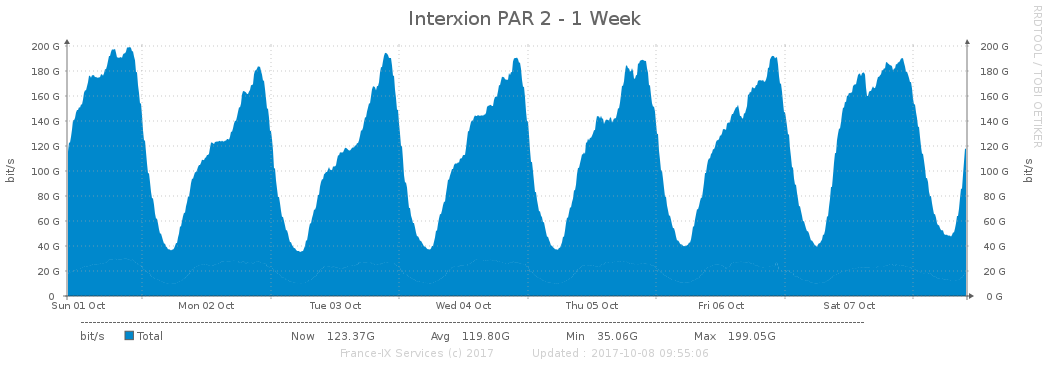 Interxion PAR 2 - 1 Week
RRDTOOL / TOBI OETIKER
bit/s
200 G 200 G
180 G 180 G
160 G 160 G
140 G 140 G
120 G 120 G
100 G 100 G
80 G 80 G
60 G 60 G
40 G 40 G
20 G 20 G
0 0 G
bit/s
Sun 01 Oct Mon 02 Oct Tue 03 Oct Wed 04 Oct Thu 05 Oct Fri 06 Oct Sat 07 Oct
bit/s Total Now 123.37G Avg 119.80G Min 35.06G Max 199.05G
France-IX Services (c) 2017 Updated : 2017-10-08 09:55:06